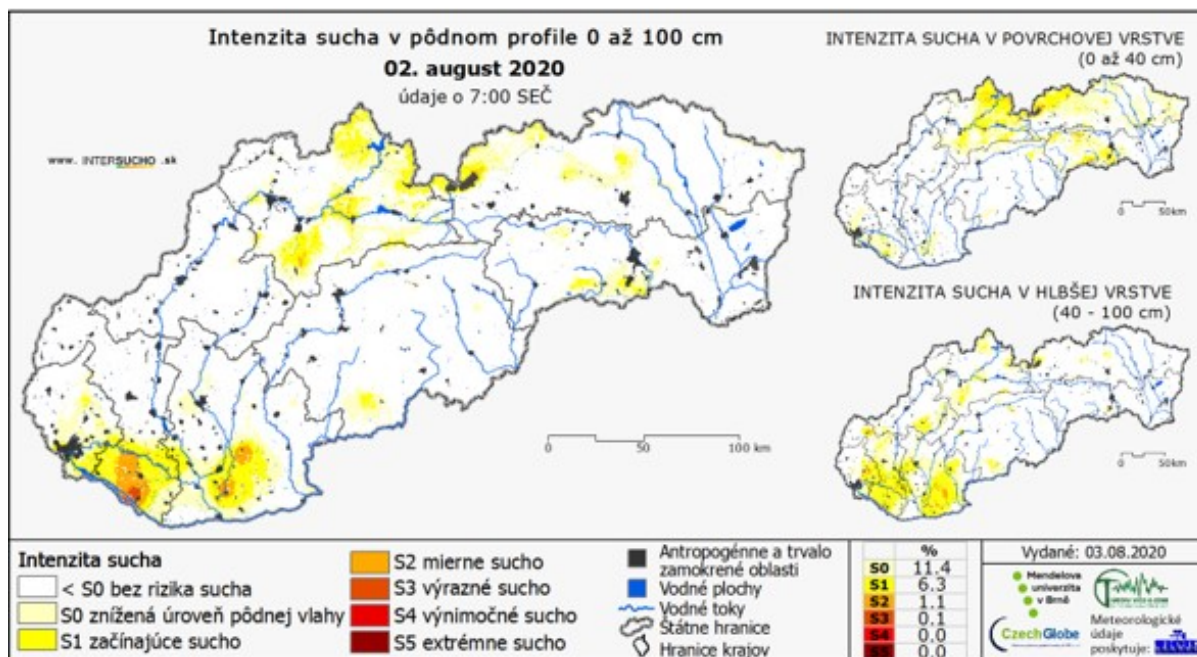 Intenzita sucha v pôdnom profile 0 až 100 cm
02. august 2020
údaje o 7:00 SEČ
www. INTERSUCHO .sk
0 50 100 km
INTENZITA SUCHA V POVRCHOVEJ VRSTVE
(0 až 40 cm)
0 50km
INTENZITA SUCHA V HLBŠEJ VRSTVE
(40 - 100 cm)
0 50km
Intenzita sucha
< S0 bez rizika sucha
S0 znížená úroveň pôdnej vlahy
S1 začínajúce sucho
S2 mierne sucho
S3 výrazné sucho
S4 výnimočné sucho
S5 extrémne sucho
Antropogénne a trvalo
zamokrené oblasti
Vodné plochy
Vodné toky
Štátne hranice
Hranice krajov
%
S0 11.4
S1 6.3
S2 1.1
S3 0.1
S4 0.0
S5 0.0
Vydané: 03.08.2020
Mendelova
univerzita
v Brně
CzechGlobe
Meteorologické
údaje
poskytuje: